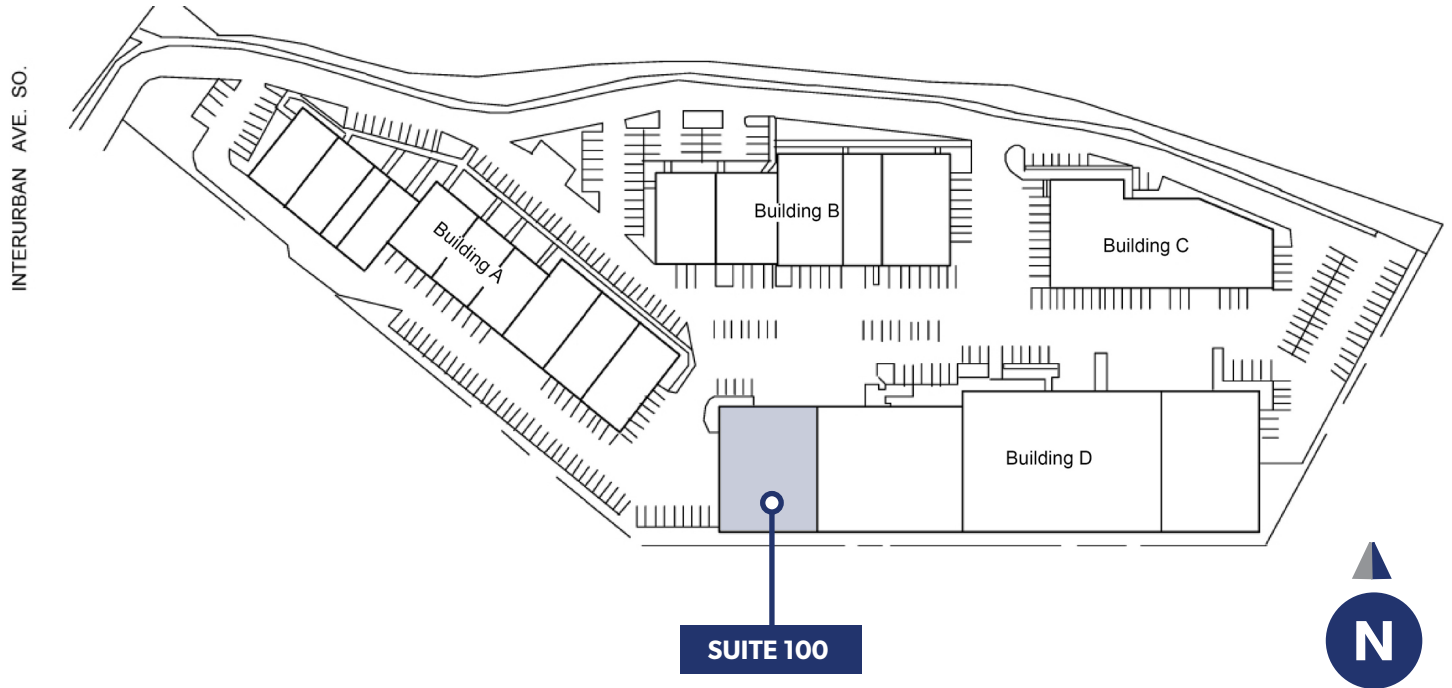 INTERURBAN AVE. SO.
Building A
Building B
Building C
Building D
SUITE 100
N